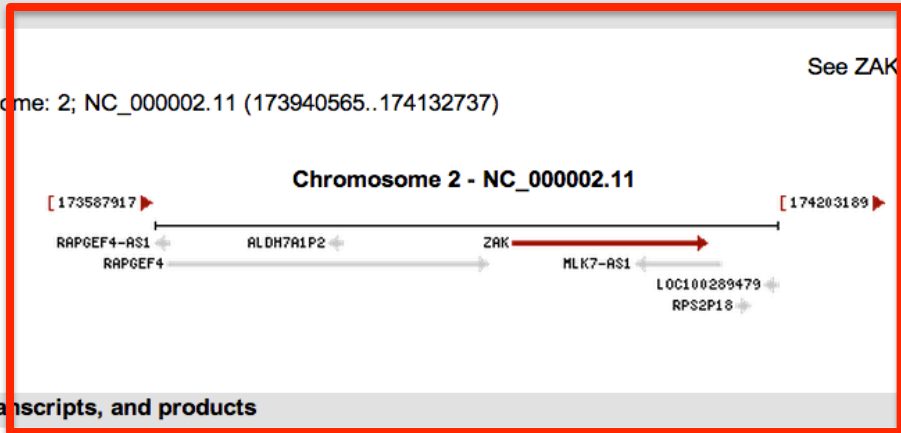 See ZAK
ome: 2; NC_000002.11 (173940565..174132737)
Chromosome 2 - NC_000002.11
[173587917 [174203189
RAPGEF4-AS1 ALDH7A1P2 ZAK
RAPGEF4 MLK7-AS1
LOC100289479
RPS2P18
anscripts, and products